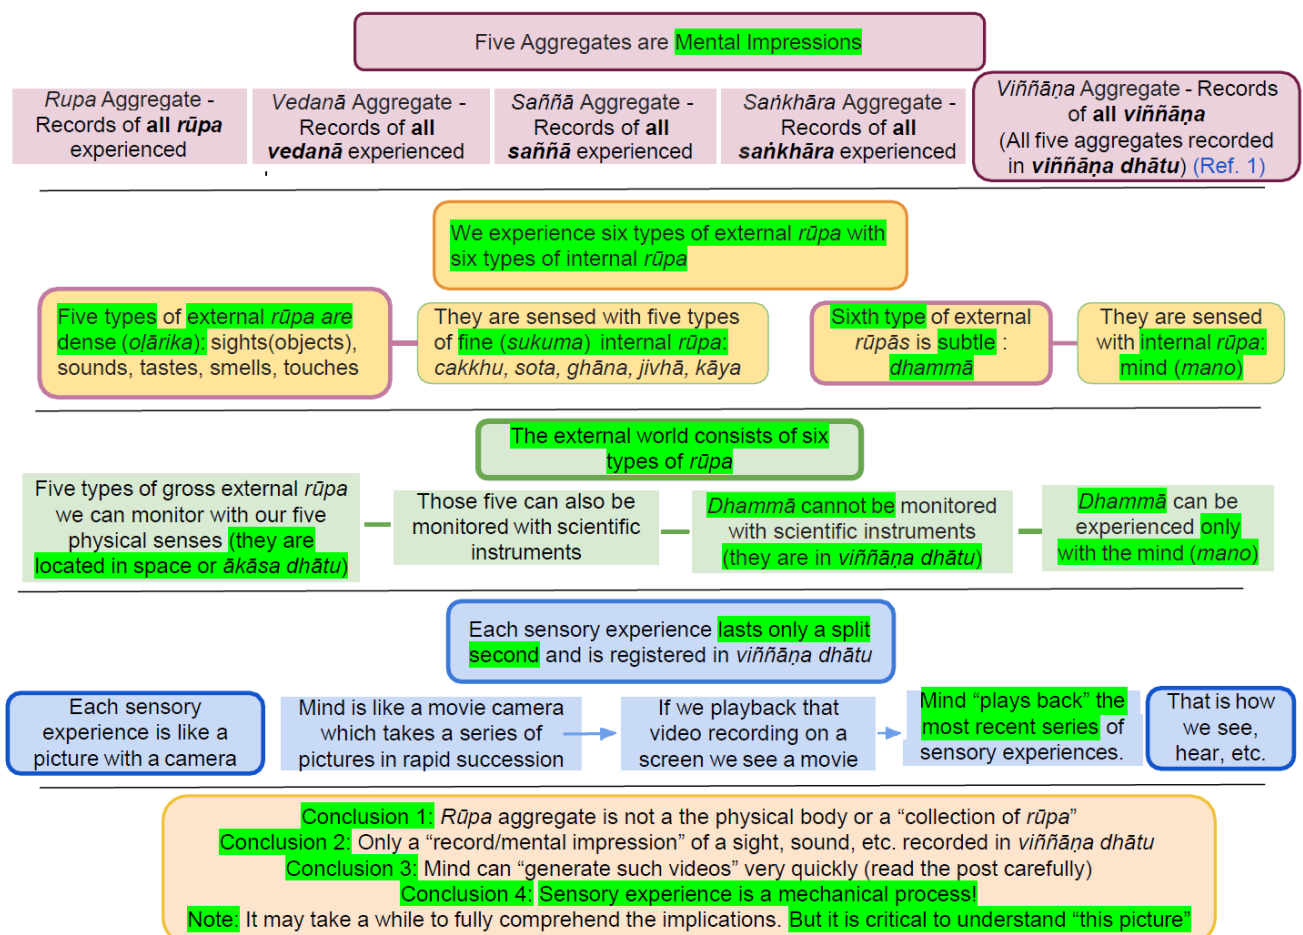 Five Aggregates are Mental Impressions
Rupa Aggregate -
Records of all rūpa
experienced
Vedanā Aggregate -
Records of all
vedanā experienced
Saññā Aggregate -
Records of all
saññā experienced
Saṅkhāra Aggregate -
Records of all
saṅkhāra experienced
Viññāṇa Aggregate - Records
of all viññāṇa
(All five aggregates recorded
in viññāṇa dhātu) (Ref. 1)
We experience six types of external rūpa with
six types of internal rūpa
Five types of external rūpa are
dense (oḷārika): sights(objects),
sounds, tastes, smells, touches
They are sensed with five types
of fine (sukuma) internal rūpa:
cakkhu, sota, ghāna, jivhā, kāya
Sixth type of external
rūpās is subtle :
dhammā
They are sensed
with internal rūpa:
mind (mano)
The external world consists of six
types of rūpa
Five types of gross external rūpa
we can monitor with our five
physical senses (they are
located in space or ākāsa dhātu)
Those five can also be
monitored with scientific
instruments
Dhammā cannot be monitored
with scientific instruments
(they are in viññāṇa dhātu)
Dhammā can be
experienced only
with the mind (mano)
Each sensory experience lasts only a split
second and is registered in viññāṇa dhātu
Each sensory
experience is like a
picture with a camera
Mind is like a movie camera
which takes a series of
pictures in rapid succession
If we playback that
video recording on a
screen we see a movie
Mind “plays back” the
most recent series of
sensory experiences.
That is how
we see,
hear, etc.
Conclusion 1: Rūpa aggregate is not a the physical body or a “collection of rūpa”
Conclusion 2: Only a “record/mental impression” of a sight, sound, etc. recorded in viññāṇa dhātu
Conclusion 3: Mind can “generate such videos” very quickly (read the post carefully)
Conclusion 4: Sensory experience is a mechanical process!
Note: It may take a while to fully comprehend the implications. But it is critical to understand “this picture”